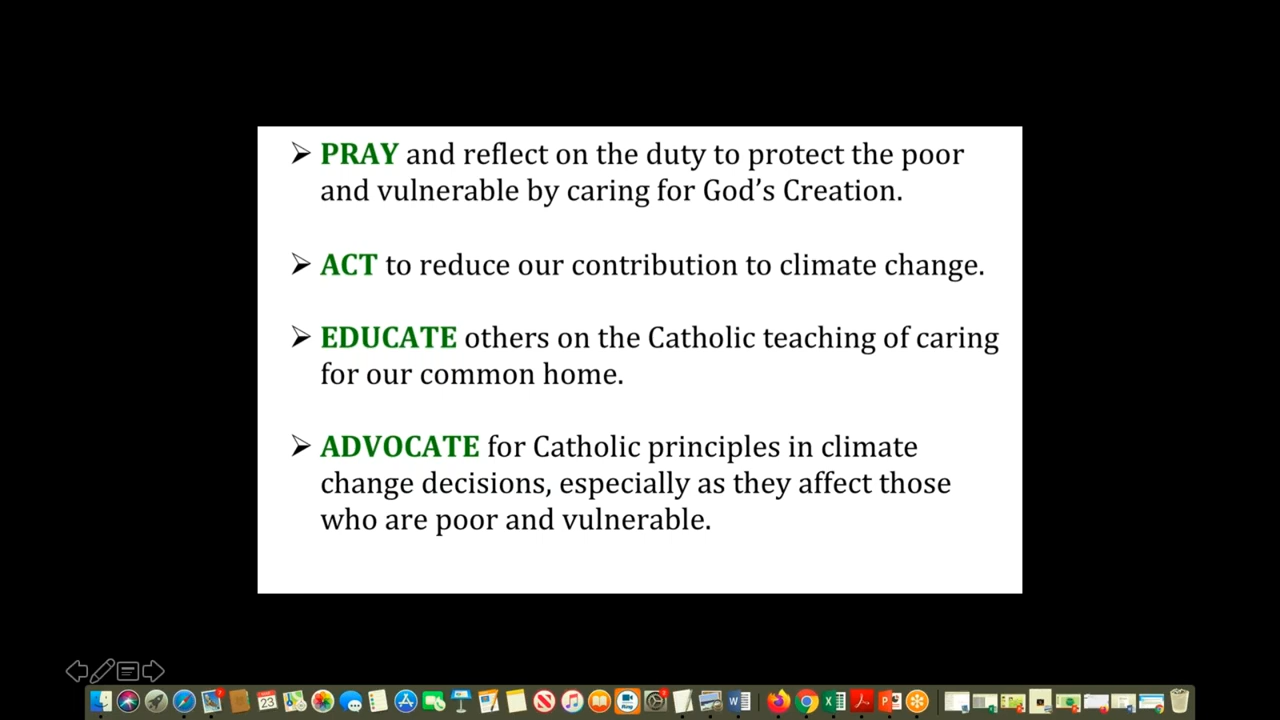 ➢ PRAY and reflect on the duty to protect the poor
and vulnerable by caring for God’s Creation.
➢ ACT to reduce our contribution to climate change.
➢ EDUCATE others on the Catholic teaching of caring
for our common home.
➢ ADVOCATE for Catholic principles in climate
change decisions, especially as they affect those
who are poor and vulnerable.
23